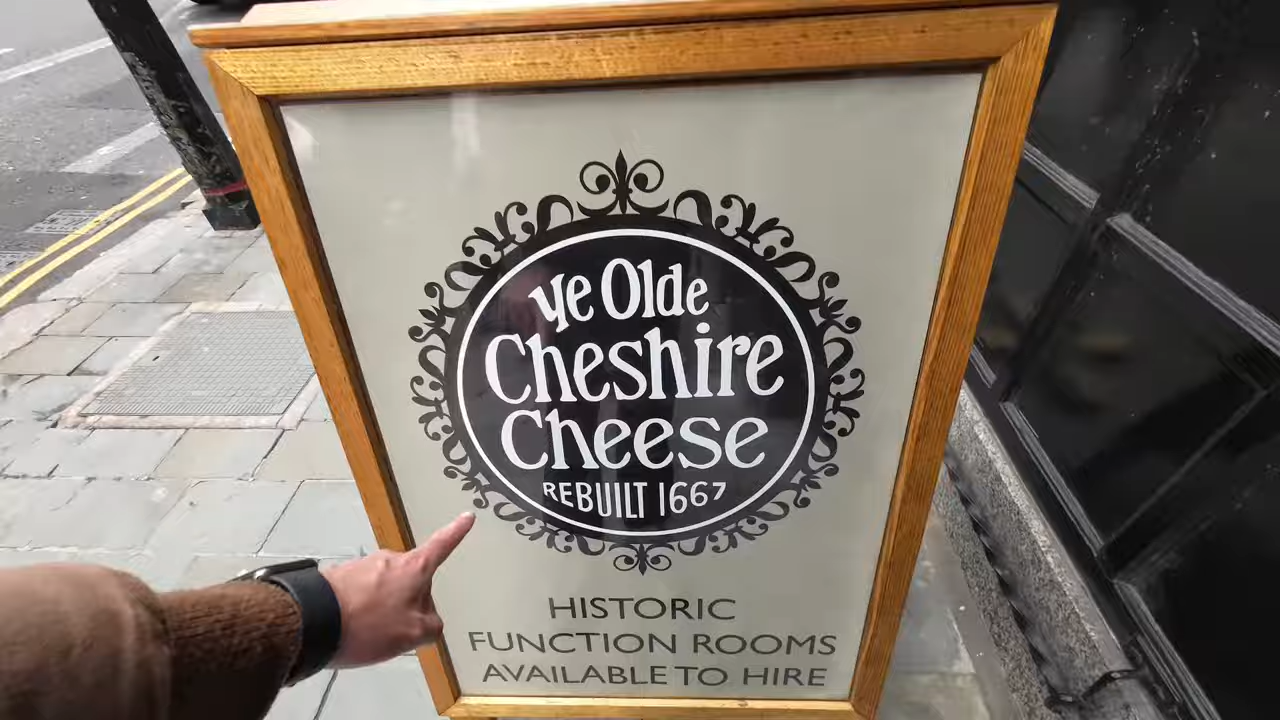 Ye Olde
Cheshire
Cheese
REBUILT 1667
HISTORIC
FUNCTION ROOMS
AVAILABLE TO HIRE